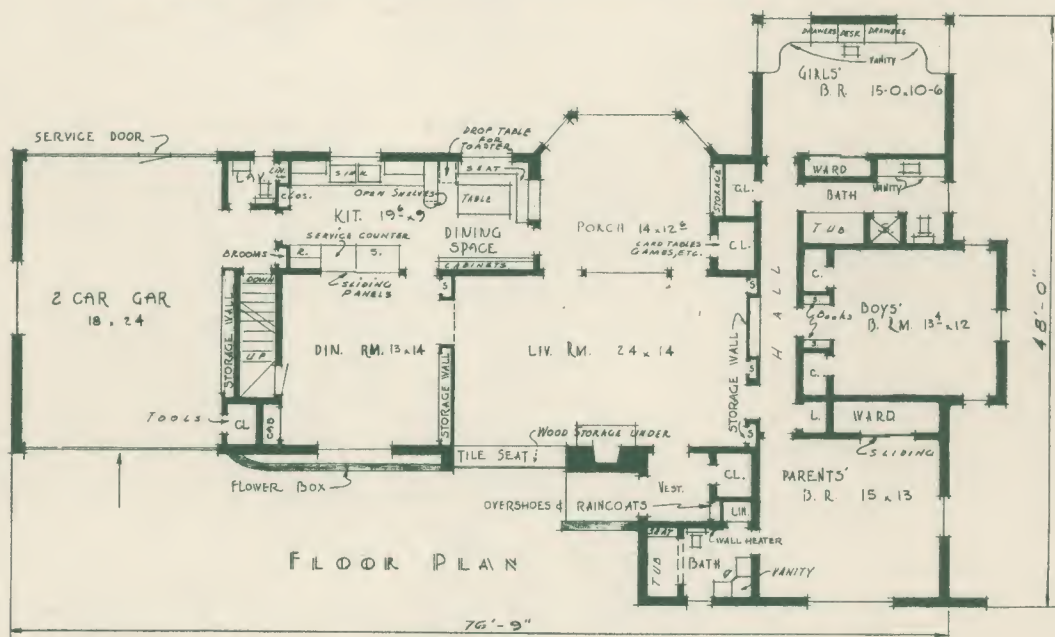 DRAWERS DESK DRAWERS
VANITY
GIRLS'
B. R. 15-0 x 10-6
SERVICE DOOR
DROP TABLE
FOR
TOASTER
SEAT
LAV.
LIN.
CLOS.
SINK
OPEN SHELVES
TABLE
KIT. 19⁶ x 9
SERVICE COUNTER
DINING
SPACE
BROOMS
R.
S.
CABINETS
SLIDING
PANELS
PORCH 14 x 12⁶
STORAGE
CL.
CARD TABLES
GAMES, ETC.
CL.
WARD
BATH
VANITY
TUB
HALL
48'-0"
2 CAR GAR
18 x 24
STORAGE WALL
DOWN
UP
DIN. RM. 13 x 14
S
STORAGE WALL
LIV. RM. 24 x 14
S
S
S
S
STORAGE WALL
C.
S
BOOKS
S
C.
BOYS'
B. RM. 13⁴ x 12
L.
WARD
SLIDING
TOOLS
CL
CAB
FLOWER BOX
TILE SEAT
WOOD STORAGE UNDER
VEST.
CL.
LIN.
OVERSHOES & RAINCOATS
PARENTS'
B. R. 15 x 13
WALL HEATER
SEAT
TUB
BATH
VANITY
FLOOR PLAN
76'-9"